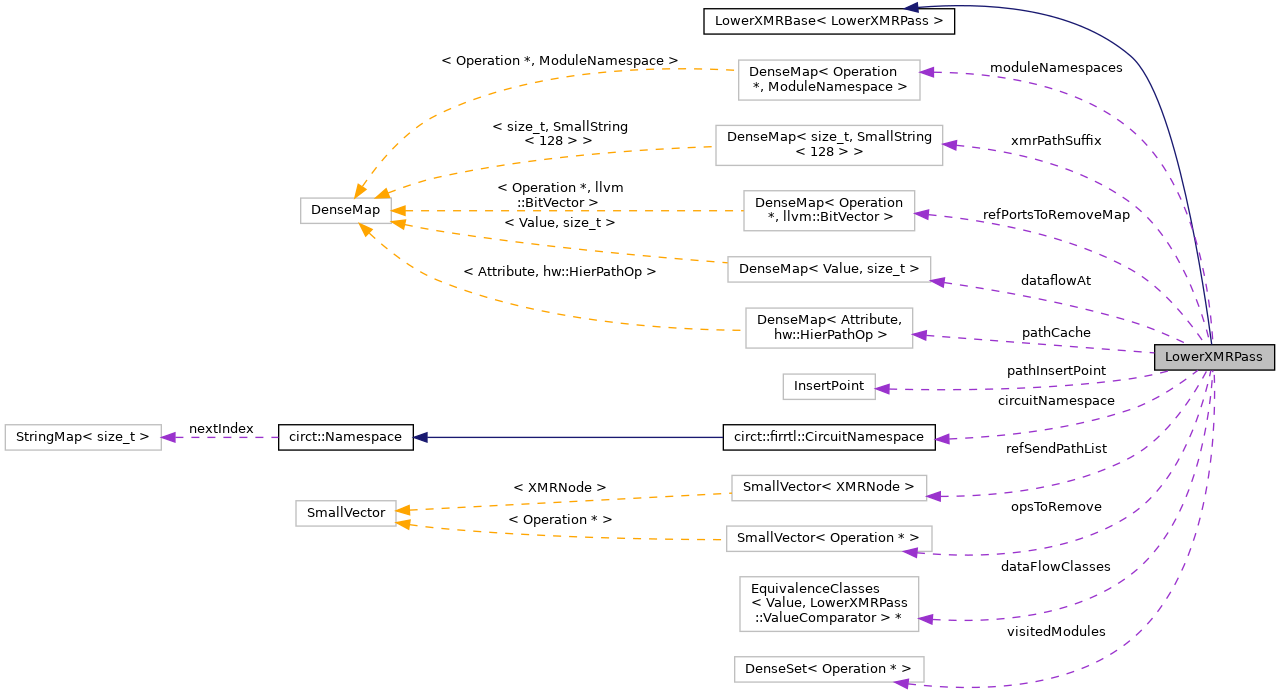 LowerXMRBase< LowerXMRPass >
< Operation *, ModuleNamespace >
DenseMap< Operation
*, ModuleNamespace >
moduleNamespaces
< size_t, SmallString
< 128 > >
DenseMap< size_t, SmallString
< 128 > >
xmrPathSuffix
< Operation *, llvm
::BitVector >
DenseMap< Operation
*, llvm::BitVector >
refPortsToRemoveMap
DenseMap
< Value, size_t >
DenseMap< Value, size_t >
dataflowAt
< Attribute, hw::HierPathOp >
DenseMap< Attribute,
hw::HierPathOp >
pathCache
LowerXMRPass
InsertPoint
pathInsertPoint
circuitNamespace
StringMap< size_t >
nextIndex
circt::Namespace
circt::firrtl::CircuitNamespace
refSendPathList
< XMRNode >
SmallVector< XMRNode >
SmallVector
opsToRemove
< Operation * >
SmallVector< Operation * >
dataFlowClasses
EquivalenceClasses
< Value, LowerXMRPass
::ValueComparator > *
visitedModules
DenseSet< Operation * >